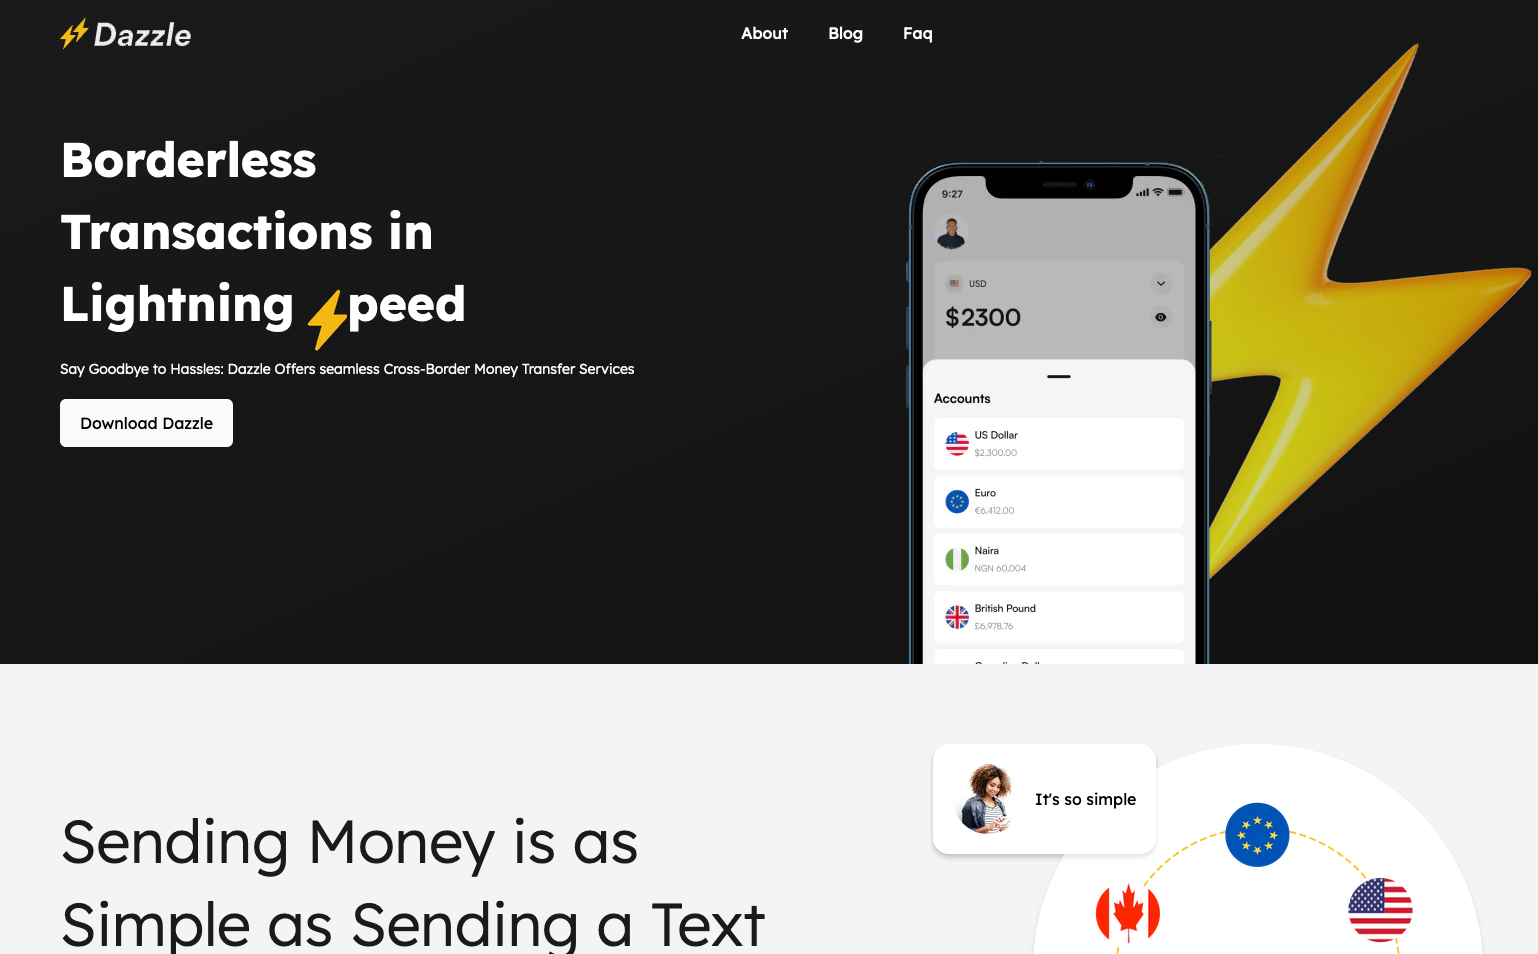 Dazzle
About Blog Faq
Borderless
Transactions in
Lightning peed
Say Goodbye to Hassles: Dazzle Offers seamless Cross-Border Money Transfer Services
Download Dazzle
9:27
USD
$2300
Accounts
US Dollar
$2,300.00
Euro
€6,412.00
Naira
NGN 60,004
British Pound
£6,978.76
It's so simple
Sending Money is as
Simple as Sending a Text